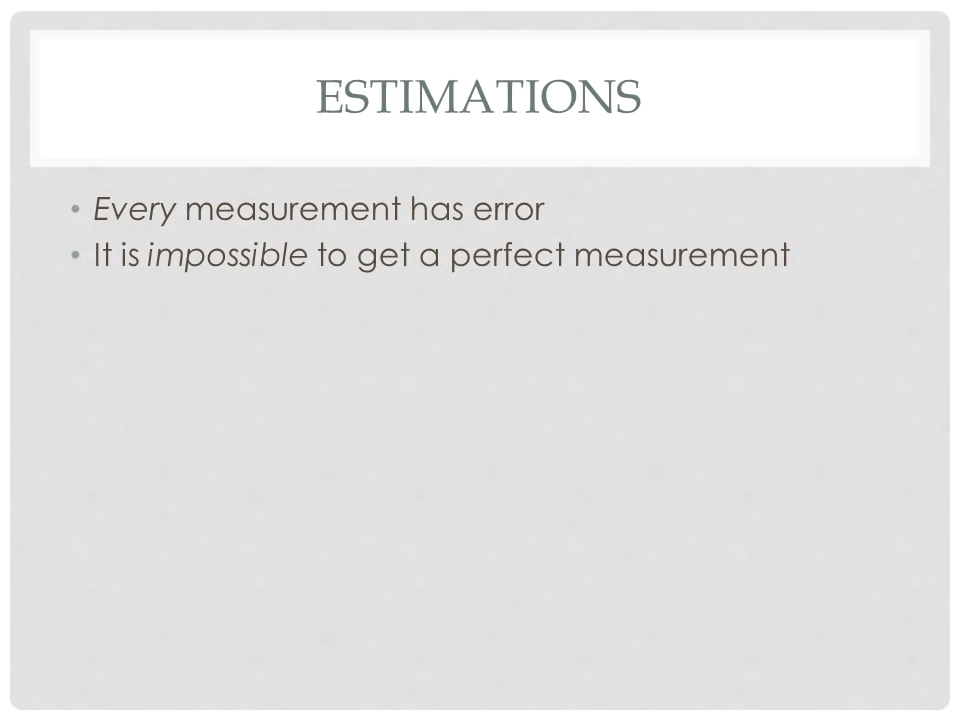 ESTIMATIONS
• Every measurement has error
• It is impossible to get a perfect measurement